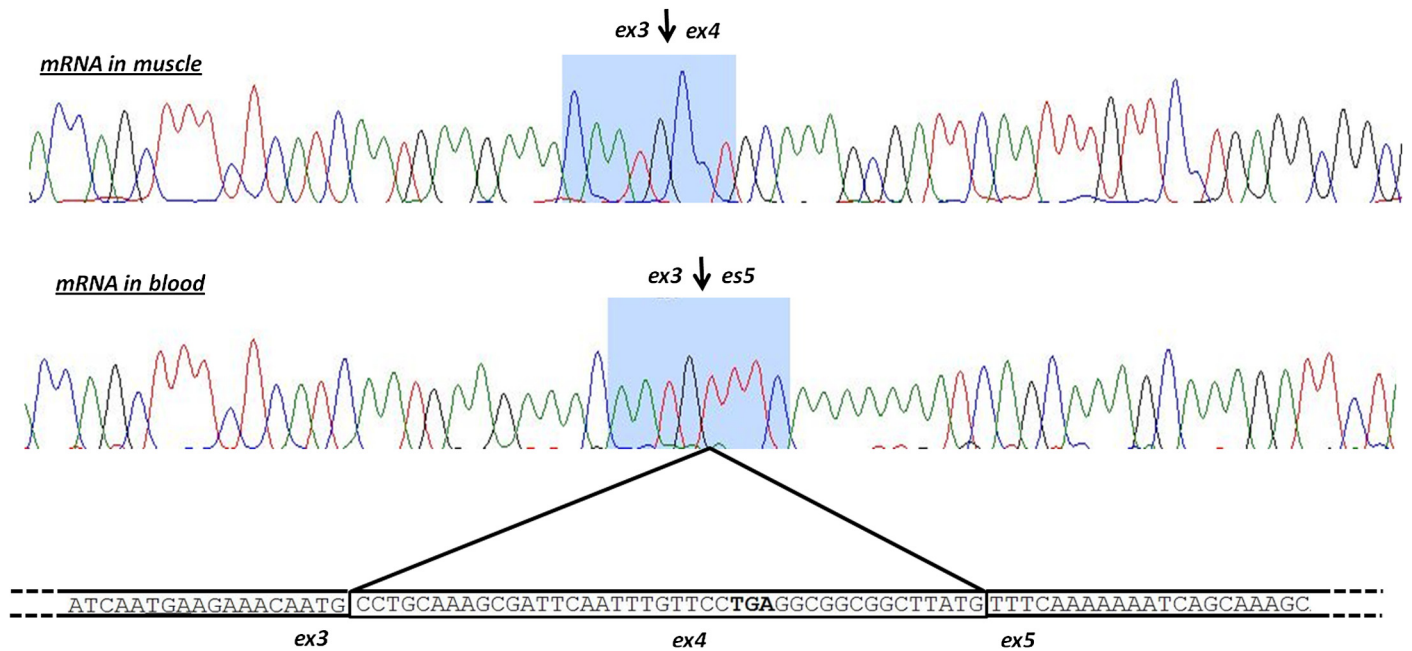 ex3 ex4
mRNA in muscle
ex3 es5
mRNA in blood
ATCAATGAAGAAACAATG CCTGCAAAGCGATTCAATTTGTTCCTGAGGCGGCGGCTTATG TTTCAAAAAAATCAGCAAAGC
ex3 ex4 ex5